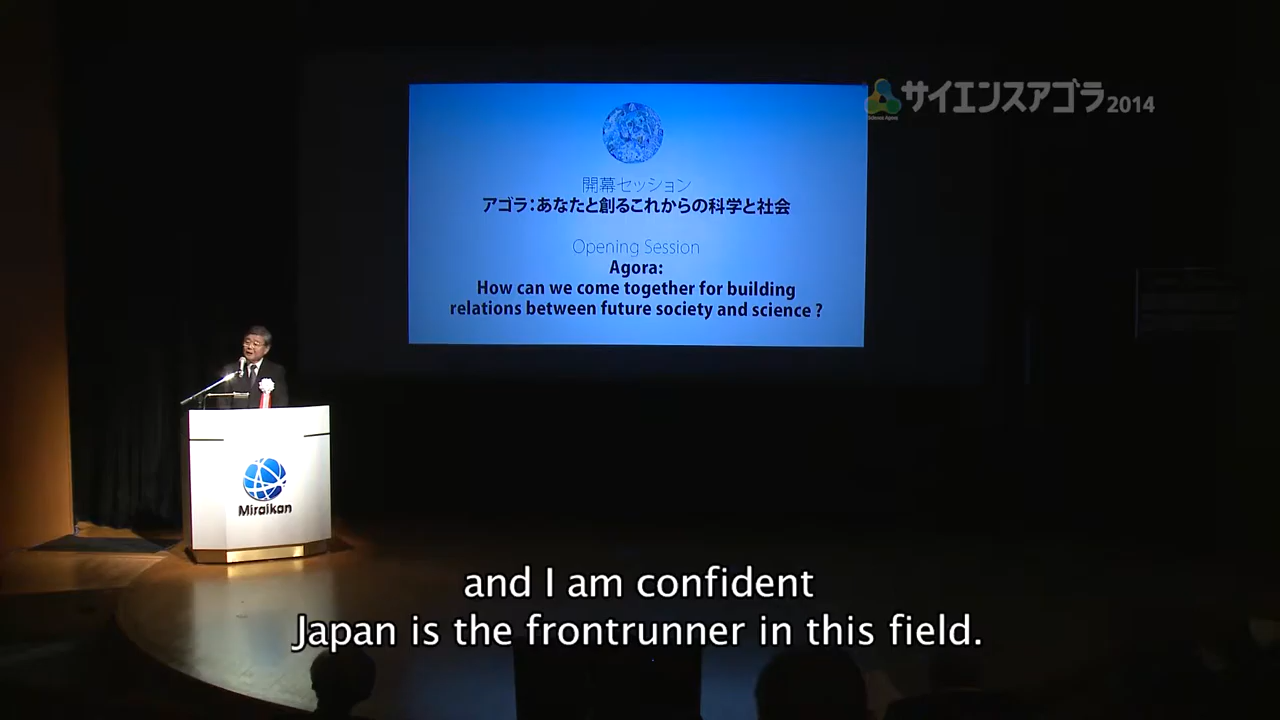 サイエンスアゴラ2014
Science Agora
開幕セッション
アゴラ:あなたと創るこれからの科学と社会
Opening Session
Agora:
How can we come together for building
relations between future society and science ?
Miraikan
and I am confident
Japan is the frontrunner in this field.